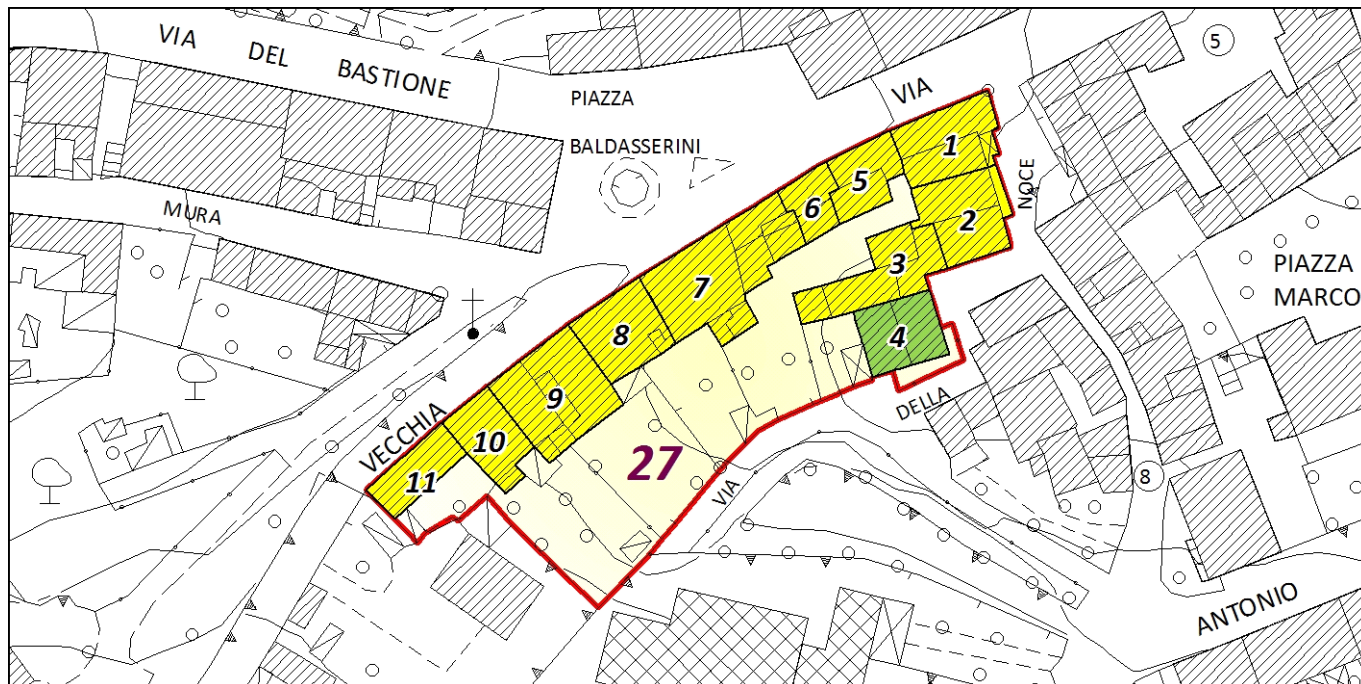 VIA DEL BASTIONE
PIAZZA
BALDASSERINI
VIA
5
MURA
NOCE
1
2
3
4
5
6
7
8
9
10
11
27
VECCHIA
PIAZZA
MARCO
DELLA
VIA
8
ANTONIO